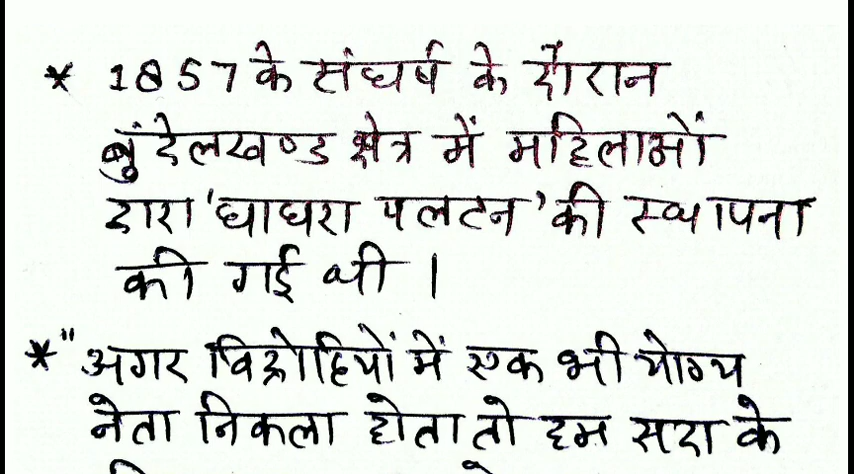 * 1857 के संघर्ष के दौरान
बुंदेलखण्ड क्षेत्र में महिलाओं
द्वारा 'घाघरा पलटन' की स्थापना
की गई थी |
* "अगर विद्रोहियों में एक भी योग्य
नेता निकला होता तो हम सदा के